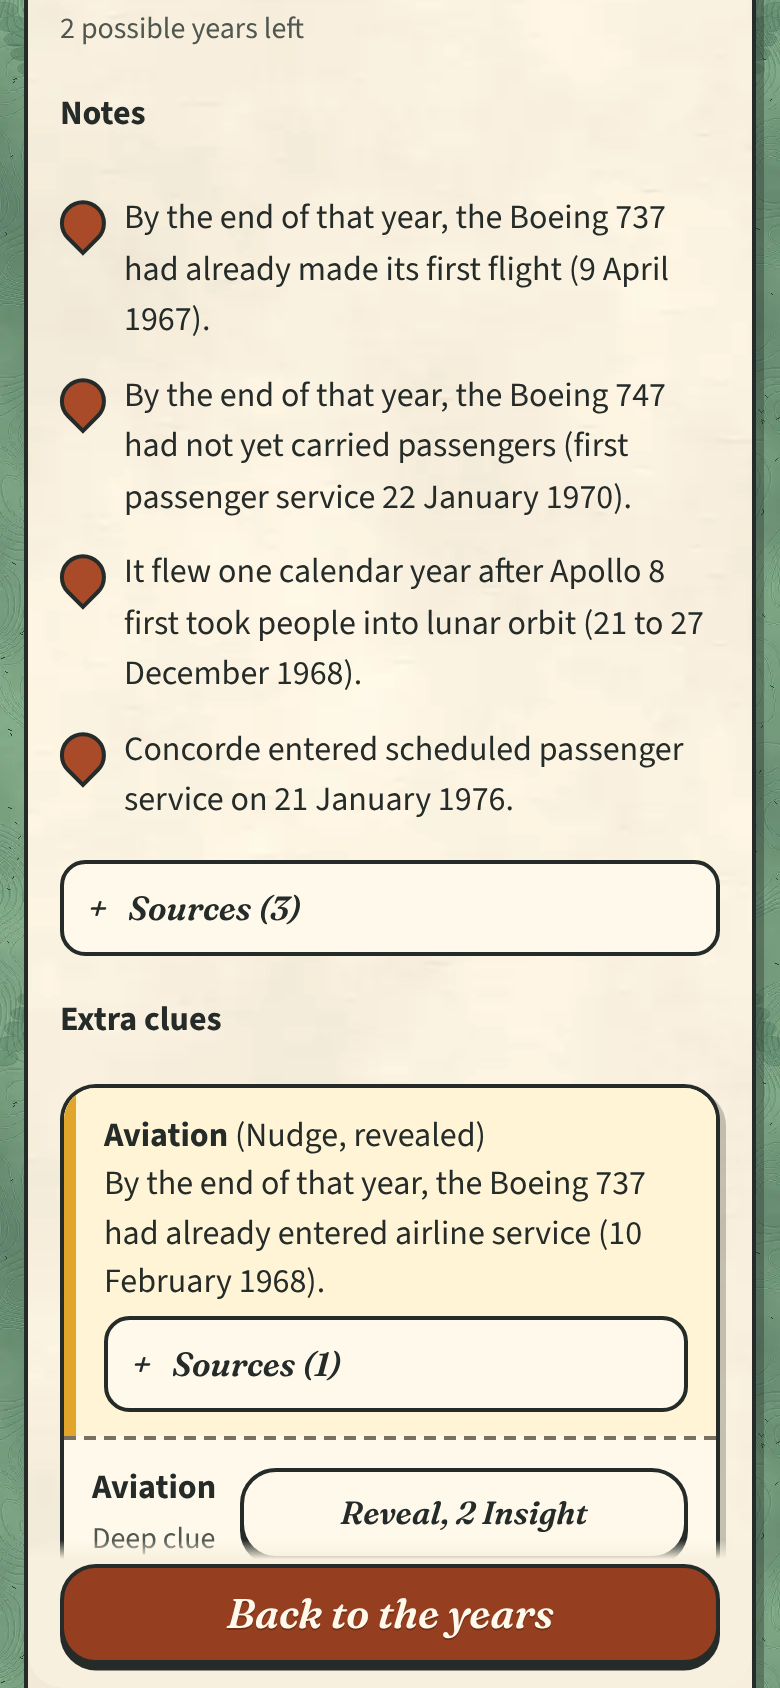 2 possible years left
Notes
By the end of that year, the Boeing 737
had already made its first flight (9 April
1967).
By the end of that year, the Boeing 747
had not yet carried passengers (first
passenger service 22 January 1970).
It flew one calendar year after Apollo 8
first took people into lunar orbit (21 to 27
December 1968).
Concorde entered scheduled passenger
service on 21 January 1976.
+ Sources (3)
Extra clues
Aviation (Nudge, revealed)
By the end of that year, the Boeing 737
had already entered airline service (10
February 1968).
+ Sources (1)
Aviation
Deep clue
Reveal, 2 Insight
Back to the years